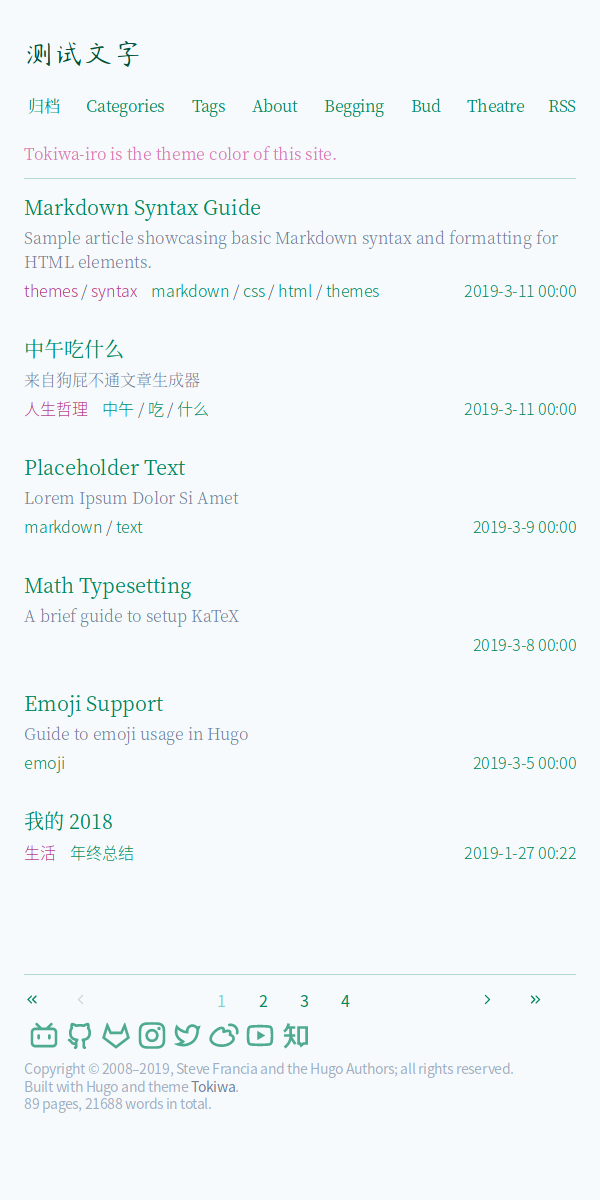 测试文字
归档 Categories Tags About Begging Bud Theatre RSS
Tokiwa-iro is the theme color of this site.
Markdown Syntax Guide
Sample article showcasing basic Markdown syntax and formatting for
HTML elements.
themes / syntax markdown / css / html / themes 2019-3-11 00:00
中午吃什么
来自狗屁不通文章生成器
人生哲理 中午 / 吃 / 什么 2019-3-11 00:00
Placeholder Text
Lorem Ipsum Dolor Si Amet
markdown / text 2019-3-9 00:00
Math Typesetting
A brief guide to setup KaTeX
2019-3-8 00:00
Emoji Support
Guide to emoji usage in Hugo
emoji 2019-3-5 00:00
我的 2018
生活 年终总结 2019-1-27 00:22
« ‹ 1 2 3 4 › »
知
Copyright © 2008–2019, Steve Francia and the Hugo Authors; all rights reserved.
Built with Hugo and theme Tokiwa.
89 pages, 21688 words in total.